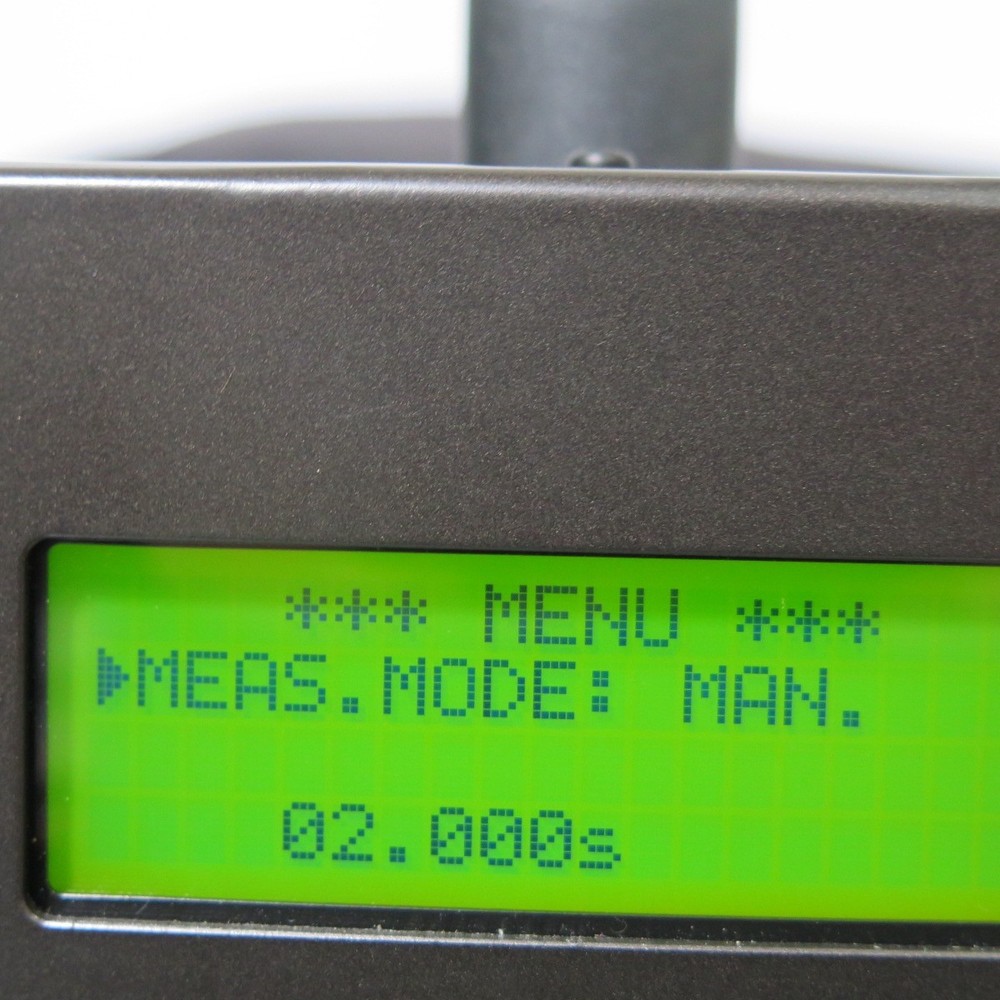 *** MENU ***
▶MEAS.MODE: MAN.
02.000s